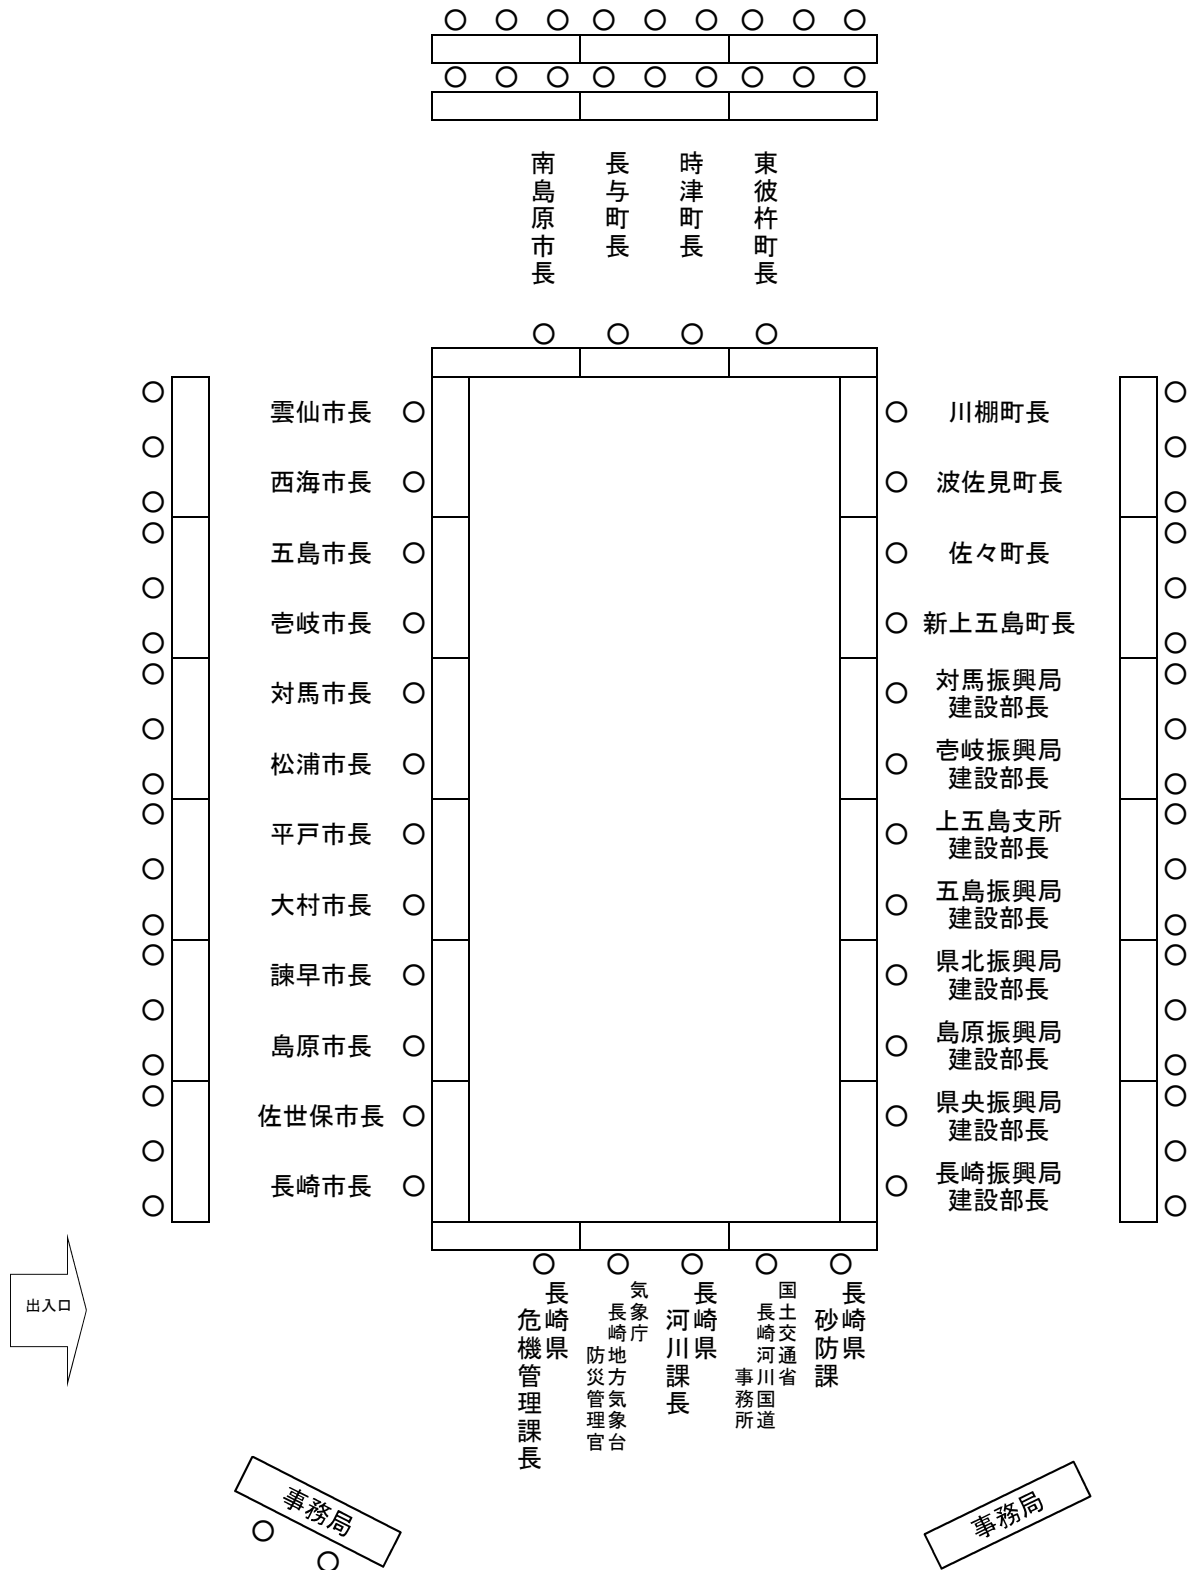 東彼杵町長
時津町長
長与町長
南島原市長
雲仙市長
西海市長
五島市長
壱岐市長
対馬市長
松浦市長
平戸市長
大村市長
諫早市長
島原市長
佐世保市長
長崎市長
川棚町長
波佐見町長
佐々町長
新上五島町長
対馬振興局
建設部長
壱岐振興局
建設部長
上五島支所
建設部長
五島振興局
建設部長
県北振興局
建設部長
島原振興局
建設部長
県央振興局
建設部長
長崎振興局
建設部長
長崎県
砂防課
国土交通省
長崎河川国道
事務所
長崎県
河川課長
気象庁
長崎地方気象台
防災管理官
長崎県
危機管理課長
出入口
事務局
事務局